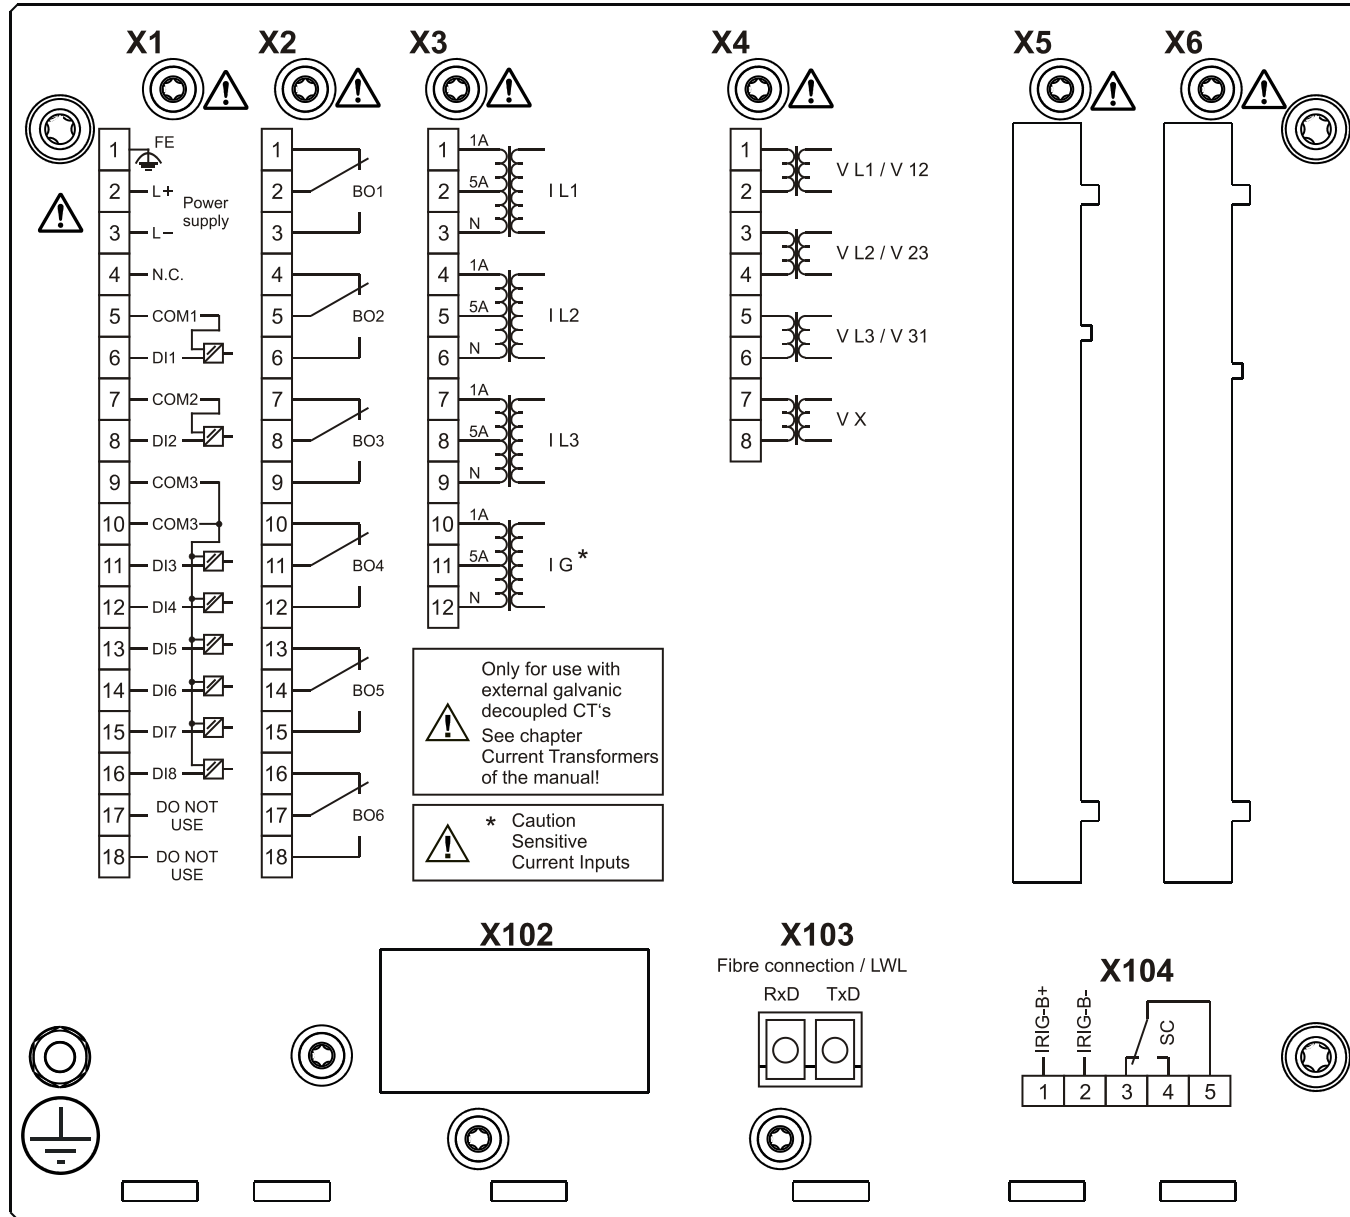 X1
X2
X3
X4
X5
X6
1 FE
2 L+
Power
supply
3 L-
4 N.C.
5 COM1
6 DI1
7 COM2
8 DI2
9 COM3
10 COM3
11 DI3
12 DI4
13 DI5
14 DI6
15 DI7
16 DI8
17 DO NOT
USE
18 DO NOT
USE
1
2 BO1
3
4
5 BO2
6
7
8 BO3
9
10
11 BO4
12
13
14 BO5
15
16
17 BO6
18
1 1A
2 5A I L1
3 N
4 1A
5 5A I L2
6 N
7 1A
8 5A I L3
9 N
10 1A
11 5A I G *
12 N
Only for use with
external galvanic
decoupled CT‘s
See chapter
Current Transformers
of the manual!
* Caution
Sensitive
Current Inputs
1
V L1 / V 12
2
3
V L2 / V 23
4
5
V L3 / V 31
6
7
V X
8
X102
X103
Fibre connection / LWL
RxD TxD
X104
IRIG-B+
IRIG-B-
SC
1 2 3 4 5